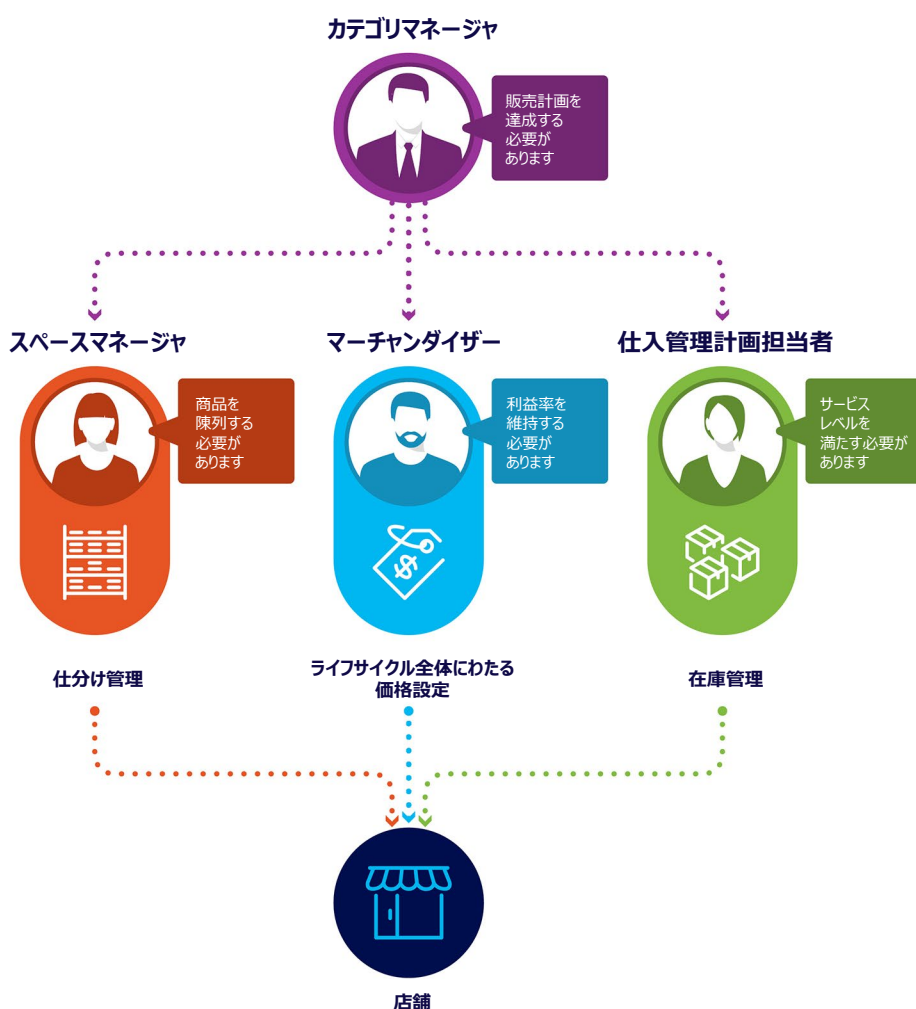 カテゴリマネージャ
販売計画を
達成する
必要が
あります
スペースマネージャ
マーチャンダイザー
仕入管理計画担当者
商品を
陳列する
必要が
あります
利益率を
維持する
必要が
あります
サービス
レベルを
満たす必要が
あります
$
仕分け管理
ライフサイクル全体にわたる
価格設定
在庫管理
店舗